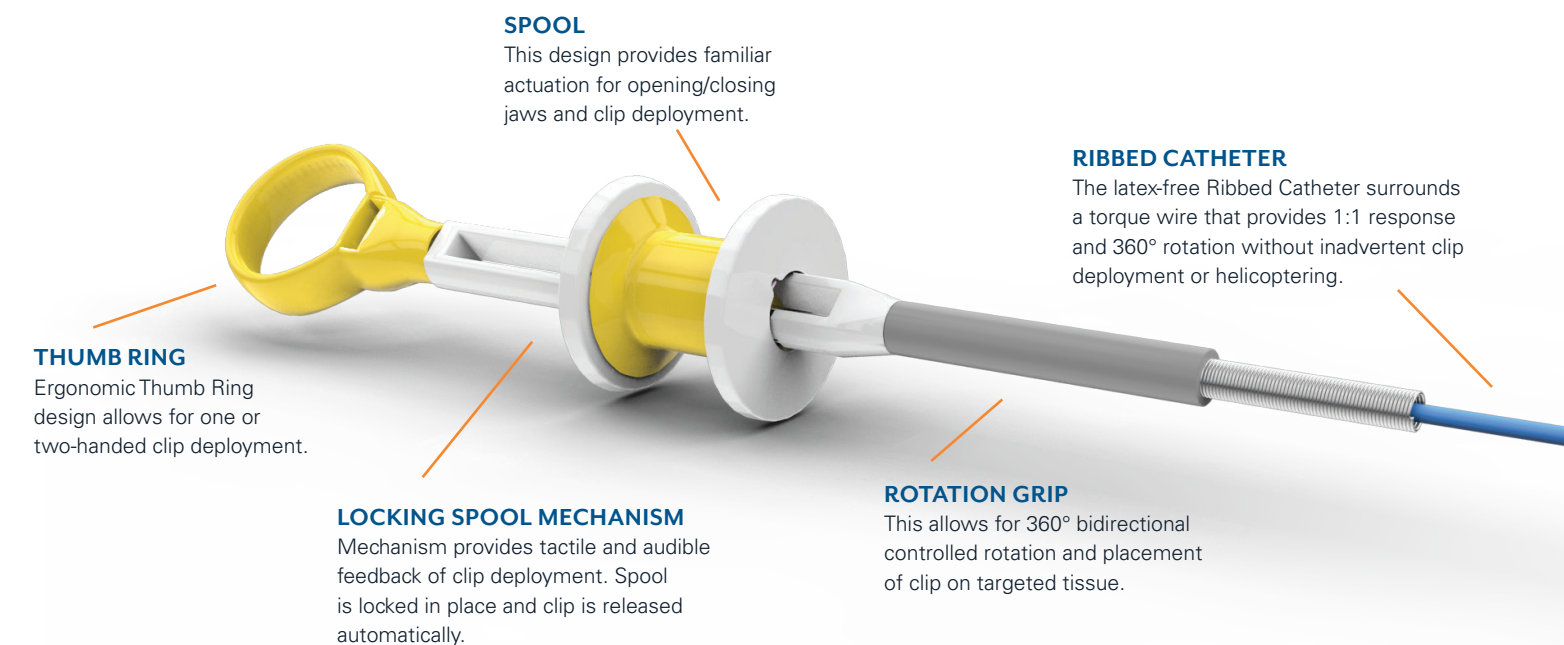 SPOOL
This design provides familiar
actuation for opening/closing
jaws and clip deployment.
RIBBED CATHETER
The latex-free Ribbed Catheter surrounds
a torque wire that provides 1:1 response
and 360° rotation without inadvertent clip
deployment or helicoptering.
THUMB RING
Ergonomic Thumb Ring
design allows for one or
two-handed clip deployment.
LOCKING SPOOL MECHANISM
Mechanism provides tactile and audible
feedback of clip deployment. Spool
is locked in place and clip is released
automatically.
ROTATION GRIP
This allows for 360° bidirectional
controlled rotation and placement
of clip on targeted tissue.